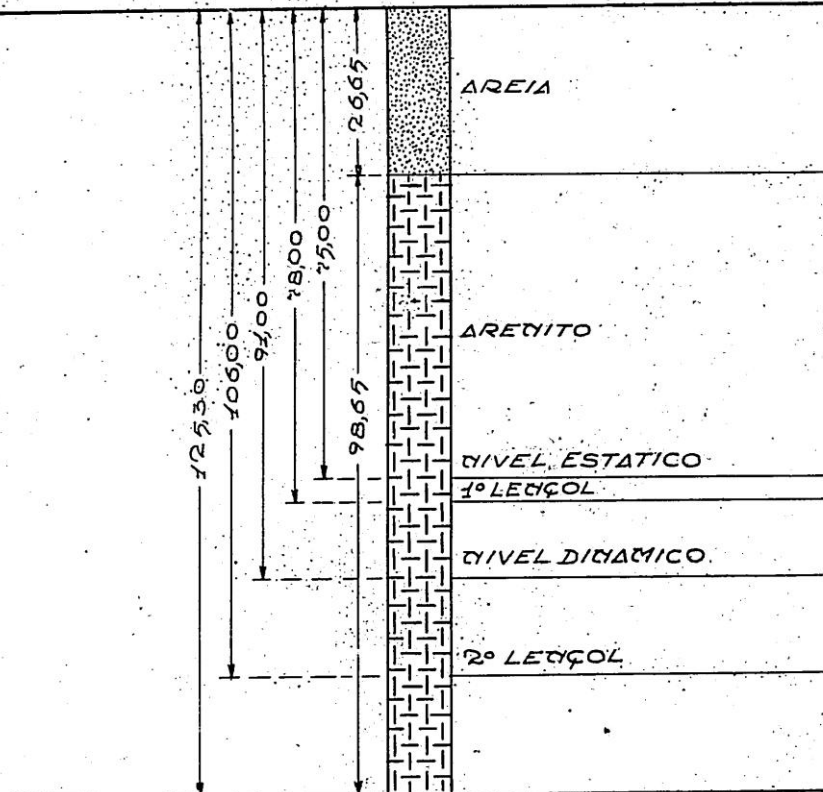 AREIA
ARENITO
NIVEL ESTATICO
1º LENÇOL
NIVEL DINAMICO
2º LENÇOL
125,30
106,00
91,00
78,00
75,00
26,65
98,65